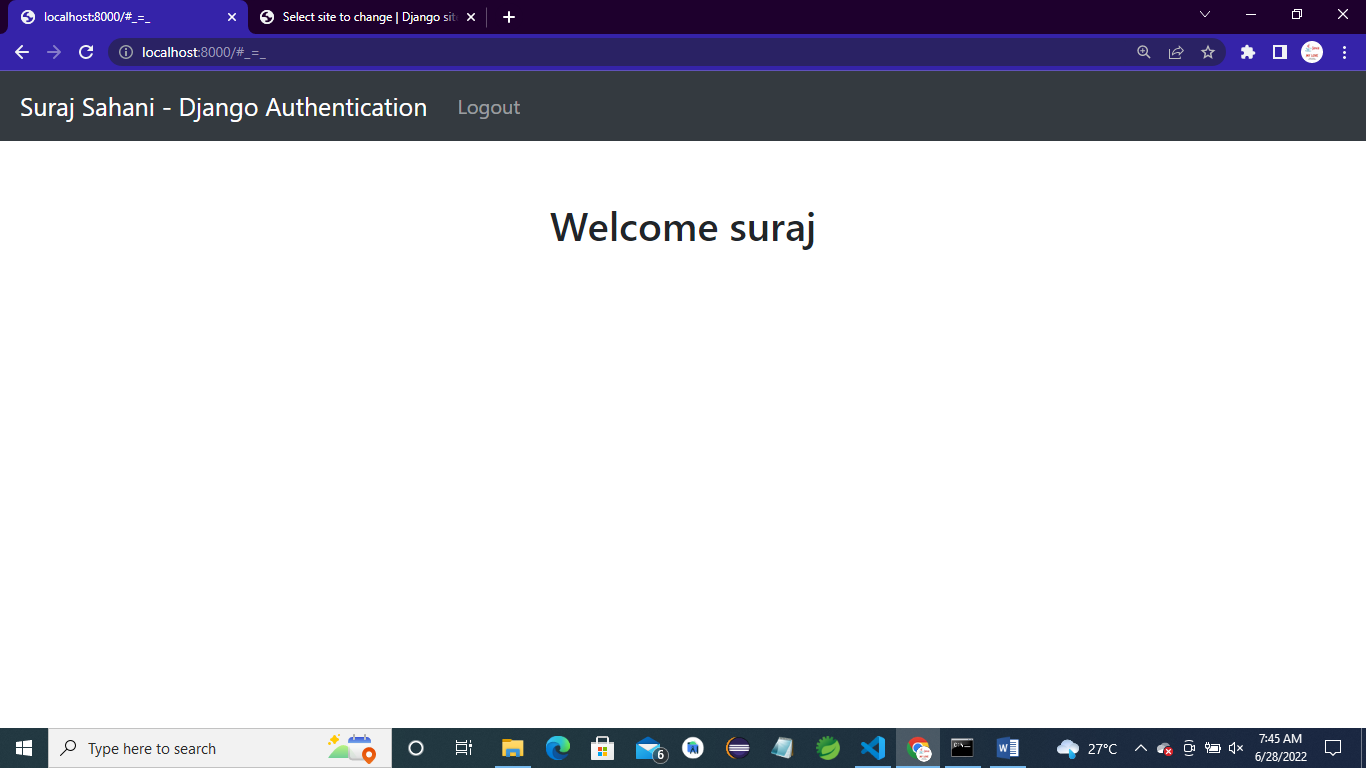 localhost:8000/#_=_
Select site to change | Django sit
localhost:8000/#_=_
Suraj Sahani - Django Authentication
Logout
Welcome suraj
Type here to search
6
27°C
7:45 AM
6/28/2022